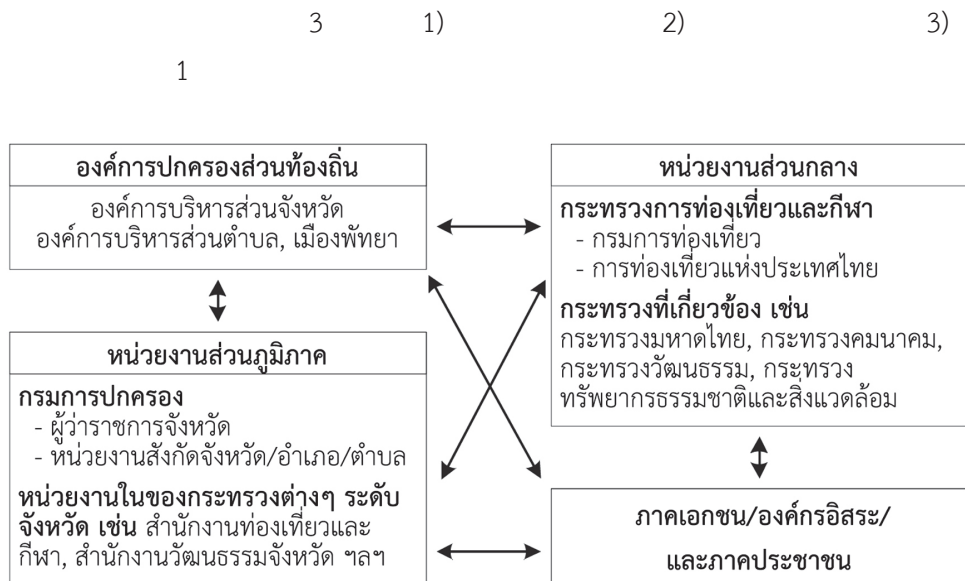 3 1) 2) 3)
1
องค์การปกครองส่วนท้องถิ่น
องค์การบริหารส่วนจังหวัด
องค์การบริหารส่วนตำบล, เมืองพัทยา
หน่วยงานส่วนกลาง
กระทรวงการท่องเที่ยวและกีฬา
- กรมการท่องเที่ยว
- การท่องเที่ยวแห่งประเทศไทย
กระทรวงที่เกี่ยวข้อง เช่น
กระทรวงมหาดไทย, กระทรวงคมนาคม,
กระทรวงวัฒนธรรม, กระทรวง
ทรัพยากรธรรมชาติและสิ่งแวดล้อม
หน่วยงานส่วนภูมิภาค
กรมการปกครอง
- ผู้ว่าราชการจังหวัด
- หน่วยงานสังกัดจังหวัด/อำเภอ/ตำบล
หน่วยงานในของกระทรวงต่างๆ ระดับ
จังหวัด เช่น สำนักงานท่องเที่ยวและ
กีฬา, สำนักงานวัฒนธรรมจังหวัด ฯลฯ
ภาคเอกชน/องค์กรอิสระ/
และภาคประชาชน